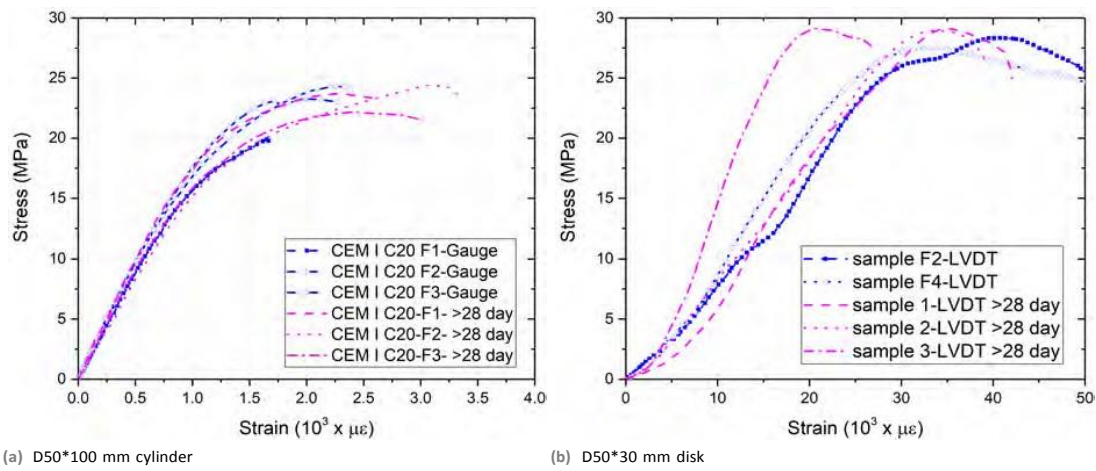 30
25
20
15
10
5
0
Stress (MPa)
CEM I C20 F1-Gauge
CEM I C20 F2-Gauge
CEM I C20 F3-Gauge
CEM I C20-F1- >28 day
CEM I C20-F2- >28 day
CEM I C20-F3- >28 day
0.0 0.5 1.0 1.5 2.0 2.5 3.0 3.5 4.0
Strain (10³ x με)
(a) D50*100 mm cylinder
30
25
20
15
10
5
0
Stress (MPa)
sample F2-LVDT
sample F4-LVDT
sample 1-LVDT >28 day
sample 2-LVDT >28 day
sample 3-LVDT >28 day
0 10 20 30 40 50
Strain (10³ x με)
(b) D50*30 mm disk